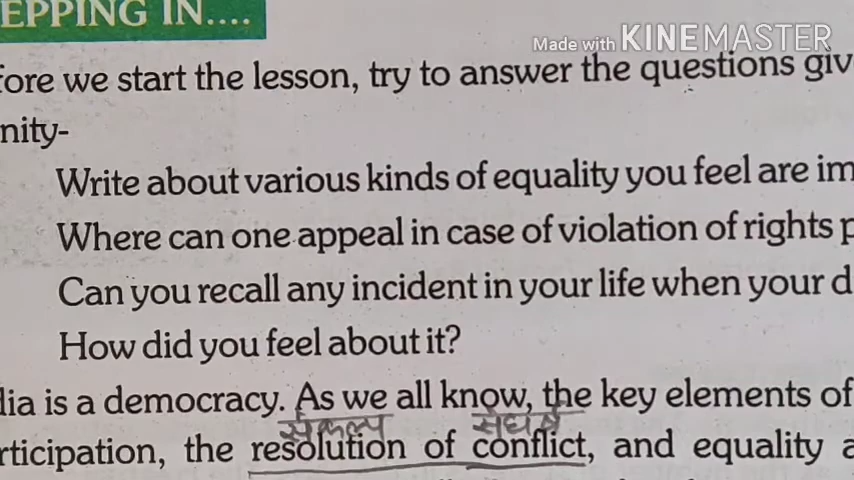 EPPING IN....
Made with KINEMASTER
fore we start the lesson, try to answer the questions giv
nity-
Write about various kinds of equality you feel are im
Where can one appeal in case of violation of rights p
Can you recall any incident in your life when your d
How did you feel about it?
dia is a democracy. As we all know, the key elements of
संकल्प संघर्ष
rticipation, the resolution of conflict, and equality a